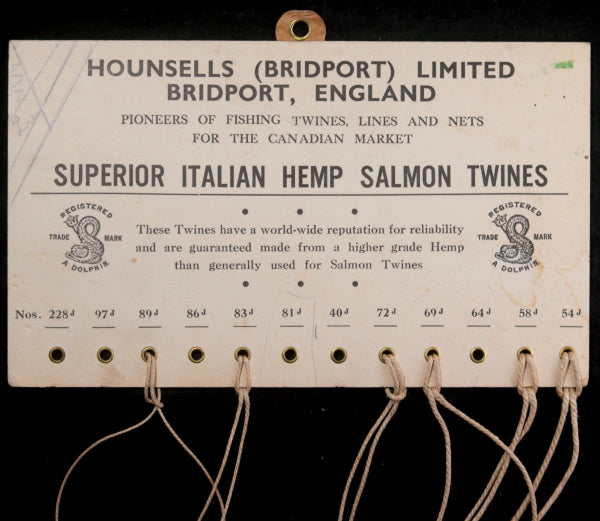 HOUNSELLS (BRIDPORT) LIMITED
BRIDPORT, ENGLAND
PIONEERS OF FISHING TWINES, LINES AND NETS
FOR THE CANADIAN MARKET
SUPERIOR ITALIAN HEMP SALMON TWINES
REGISTERED
TRADE MARK
A DOLPHIN
These Twines have a world-wide reputation for reliability
and are guaranteed made from a higher grade Hemp
than generally used for Salmon Twines
REGISTERED
TRADE MARK
A DOLPHIN
Nos. 228J 97J 89J 86J 83J 81J 40J 72J 69J 64J 58J 54J